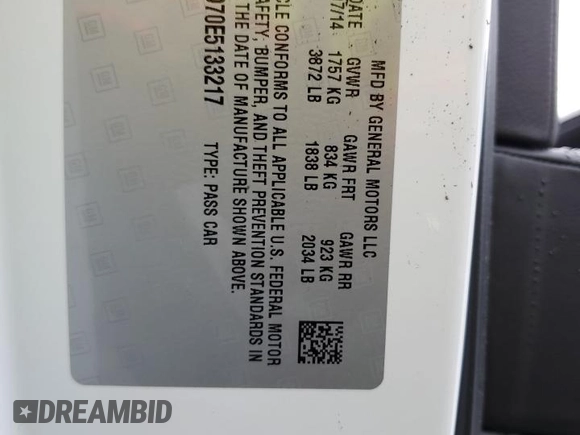 MFD BY GENERAL MOTORS LLC
DATE GVWR GAWR FRT GAWR RR
7/14 1757 KG 834 KG 923 KG
3872 LB 1838 LB 2034 LB
CLE CONFORMS TO ALL APPLICABLE U.S. FEDERAL MOTOR
SAFETY, BUMPER, AND THEFT PREVENTION STANDARDS IN
THE DATE OF MANUFACTURE SHOWN ABOVE.
70E5133217 TYPE: PASS CAR
DREAMBID